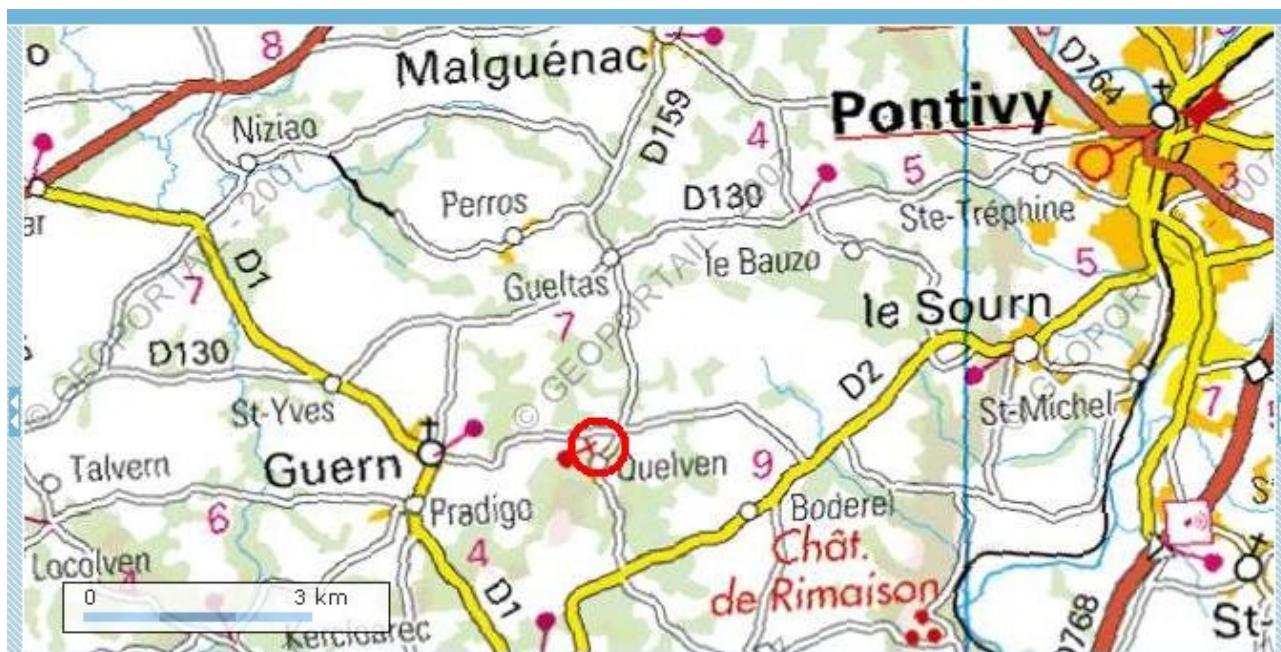 8
Malguénac
D764
Niziao
D159
4
Pontivy
3
Perros
D130
5
Ste-Tréphine
Gueltas
le Bauzo
5
7
D1
7
le Sourn
D130
D2
St-Yves
St-Michel
7
Guern
Quelven
9
Talvern
Pradigo
Boderel
6
4
Chât.
de Rimaison
Locolven
D1
0 3 km
D768
St-
© GEOPORTAIL - 2007
© GEOPORTAIL
© GEOPORT